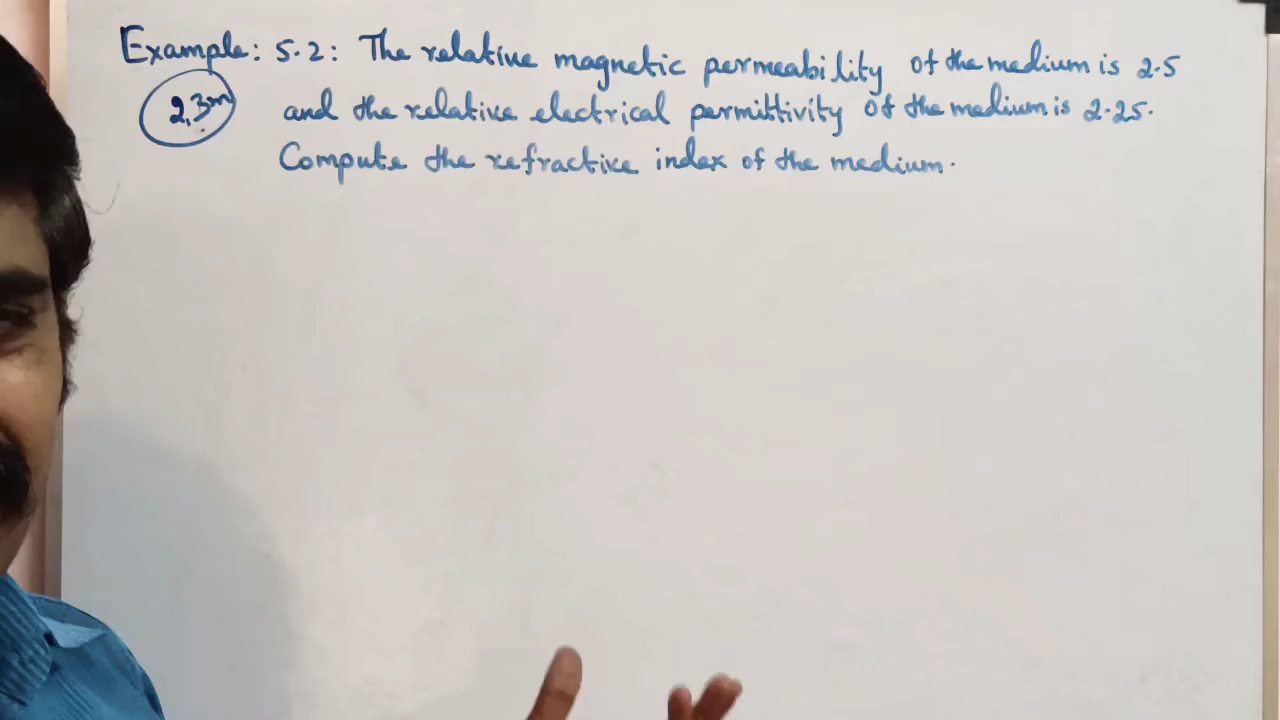 Example: 5.2: The relative magnetic permeability of the medium is 2.5
2,3m
and the relative electrical permittivity of the medium is 2.25.
Compute the refractive index of the medium.